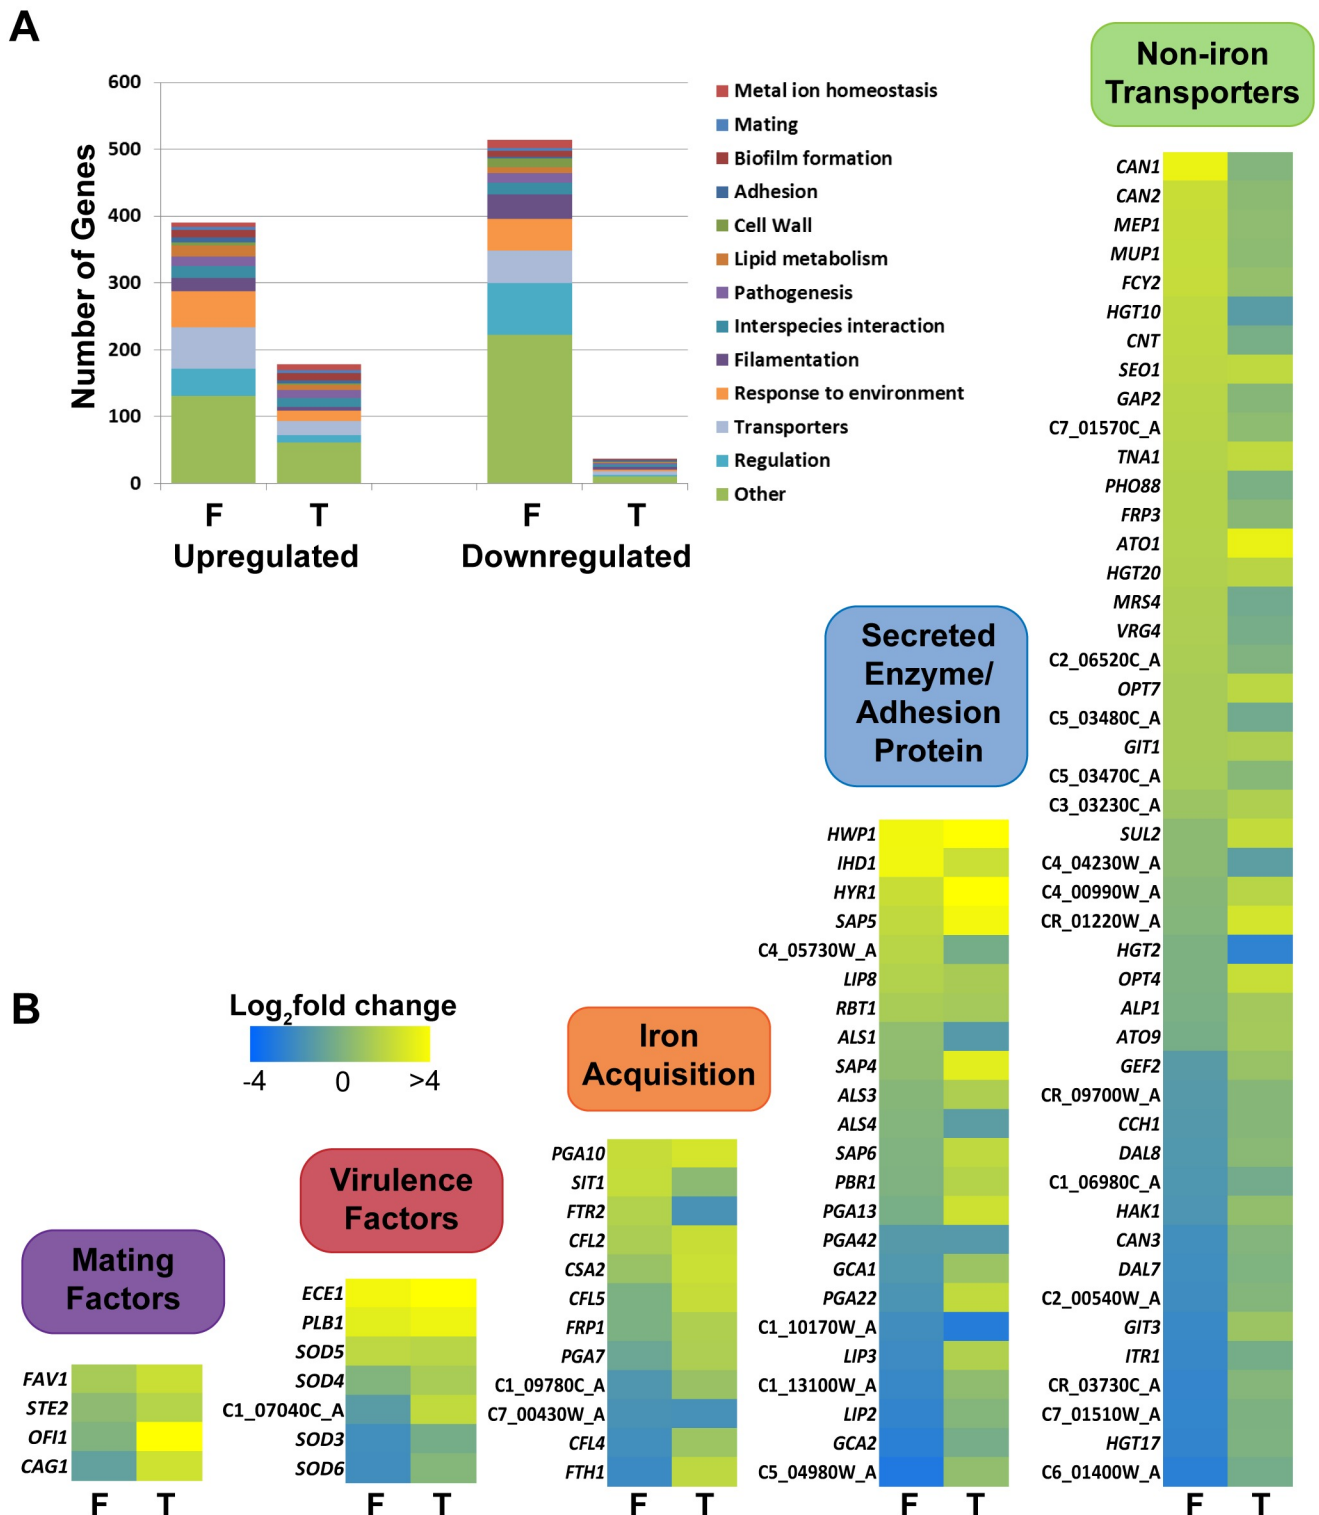 A
600
500
400
300
200
100
0
Number of Genes
F
T
F
T
Upregulated
Downregulated
Metal ion homeostasis
Mating
Biofilm formation
Adhesion
Cell Wall
Lipid metabolism
Pathogenesis
Interspecies interaction
Filamentation
Response to environment
Transporters
Regulation
Other
B
Log2fold change
-4
0
>4
Mating
Factors
FAV1
STE2
OFI1
CAG1
F
T
Virulence
Factors
ECE1
PLB1
SOD5
SOD4
C1_07040C_A
SOD3
SOD6
F
T
Iron
Acquisition
PGA10
SIT1
FTR2
CFL2
CSA2
CFL5
FRP1
PGA7
C1_09780C_A
C7_00430W_A
CFL4
FTH1
F
T
Secreted
Enzyme/
Adhesion
Protein
HWP1
IHD1
HYR1
SAP5
C4_05730W_A
LIP8
RBT1
ALS1
SAP4
ALS3
ALS4
SAP6
PBR1
PGA13
PGA42
GCA1
PGA22
C1_10170W_A
LIP3
C1_13100W_A
LIP2
GCA2
C5_04980W_A
F
T
Non-iron
Transporters
CAN1
CAN2
MEP1
MUP1
FCY2
HGT10
CNT
SEO1
GAP2
C7_01570C_A
TNA1
PHO88
FRP3
ATO1
HGT20
MRS4
VRG4
C2_06520C_A
OPT7
C5_03480C_A
GIT1
C5_03470C_A
C3_03230C_A
SUL2
C4_04230W_A
C4_00990W_A
CR_01220W_A
HGT2
OPT4
ALP1
ATO9
GEF2
CR_09700W_A
CCH1
DAL8
C1_06980C_A
HAK1
CAN3
DAL7
C2_00540W_A
GIT3
ITR1
CR_03730C_A
C7_01510W_A
HGT17
C6_01400W_A
F
T